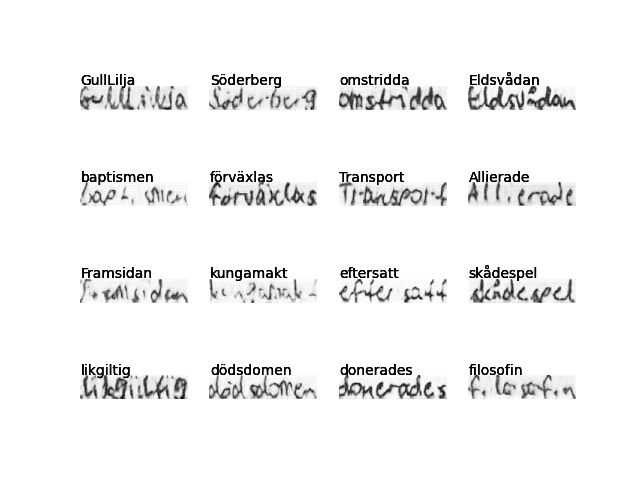 GullLilja Söderberg omstridda Eldsvådan
GullLilja Söderberg omstridda Eldsvådan
baptismen förväxlas Transport Allierade
baptismen förväxlas Transport Allierade
Framsidan kungamakt eftersatt skådespel
Framsidan kungamakt eftersatt skådespel
likgiltig dödsdomen donerades filosofin
likgiltig dödsdomen donerades filosofin